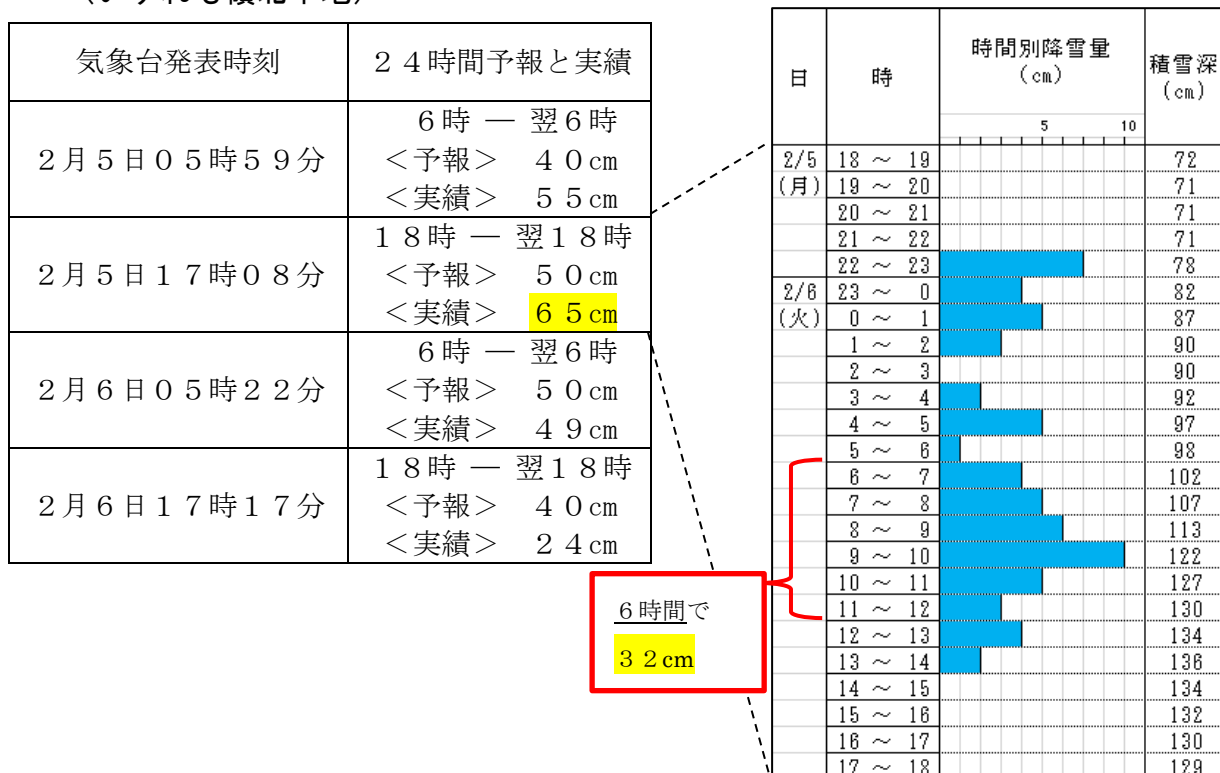 （いずれも嶺北平地）
気象台発表時刻 ２４時間予報と実績
２月５日０５時５９分
６時 ― 翌６時
＜予報＞ ４０cm
＜実績＞ ５５cm
２月５日１７時０８分
１８時 ― 翌１８時
＜予報＞ ５０cm
＜実績＞ ６５cm
２月６日０５時２２分
６時 ― 翌６時
＜予報＞ ５０cm
＜実績＞ ４９cm
２月６日１７時１７分
１８時 ― 翌１８時
＜予報＞ ４０cm
＜実績＞ ２４cm
６時間で
３２cm
日 時 時間別降雪量（cm） 積雪深（cm）
5 10
2/5 18 ～ 19 72
(月) 19 ～ 20 71
20 ～ 21 71
21 ～ 22 71
22 ～ 23 78
2/6 23 ～ 0 82
(火) 0 ～ 1 87
1 ～ 2 90
2 ～ 3 90
3 ～ 4 92
4 ～ 5 97
5 ～ 6 98
6 ～ 7 102
7 ～ 8 107
8 ～ 9 113
9 ～ 10 122
10 ～ 11 127
11 ～ 12 130
12 ～ 13 134
13 ～ 14 136
14 ～ 15 134
15 ～ 16 132
16 ～ 17 130
17 ～ 18 129